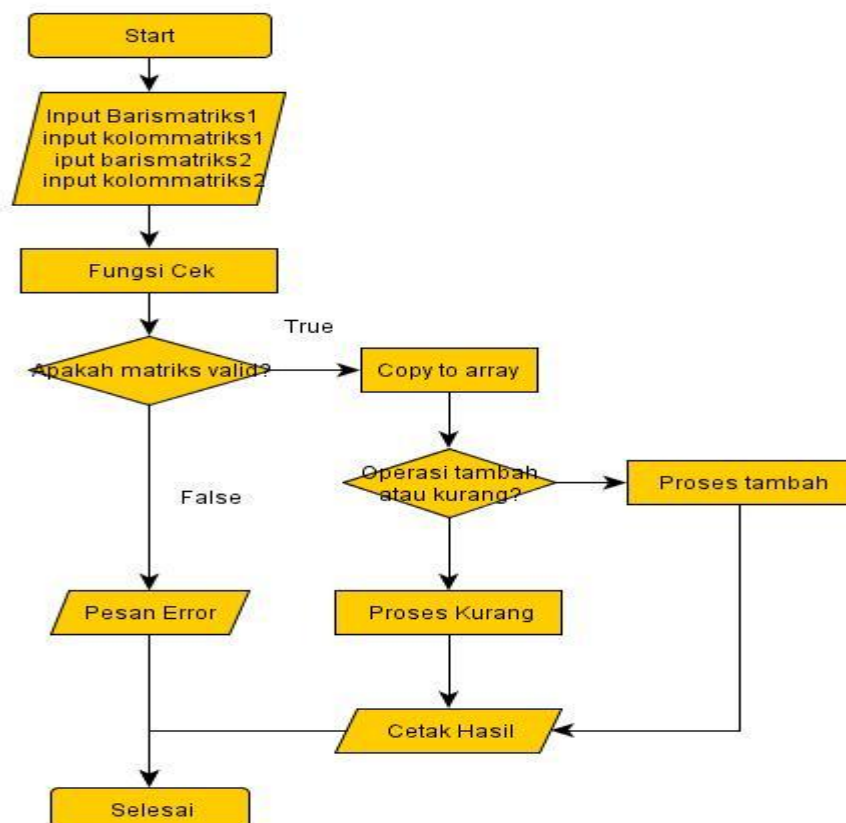 Start
Input Barismatriks1
input kolommatriks1
iput barismatriks2
input kolommatriks2
Fungsi Cek
True
Apakah matriks valid?
Copy to array
Operasi tambah
atau kurang?
Proses tambah
False
Pesan Error
Proses Kurang
Cetak Hasil
Selesai